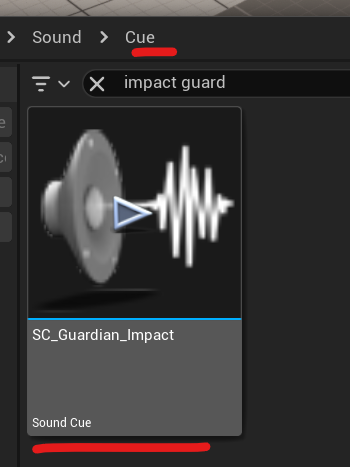 Sound > Cue
impact guard
SC_Guardian_Impact
Sound Cue